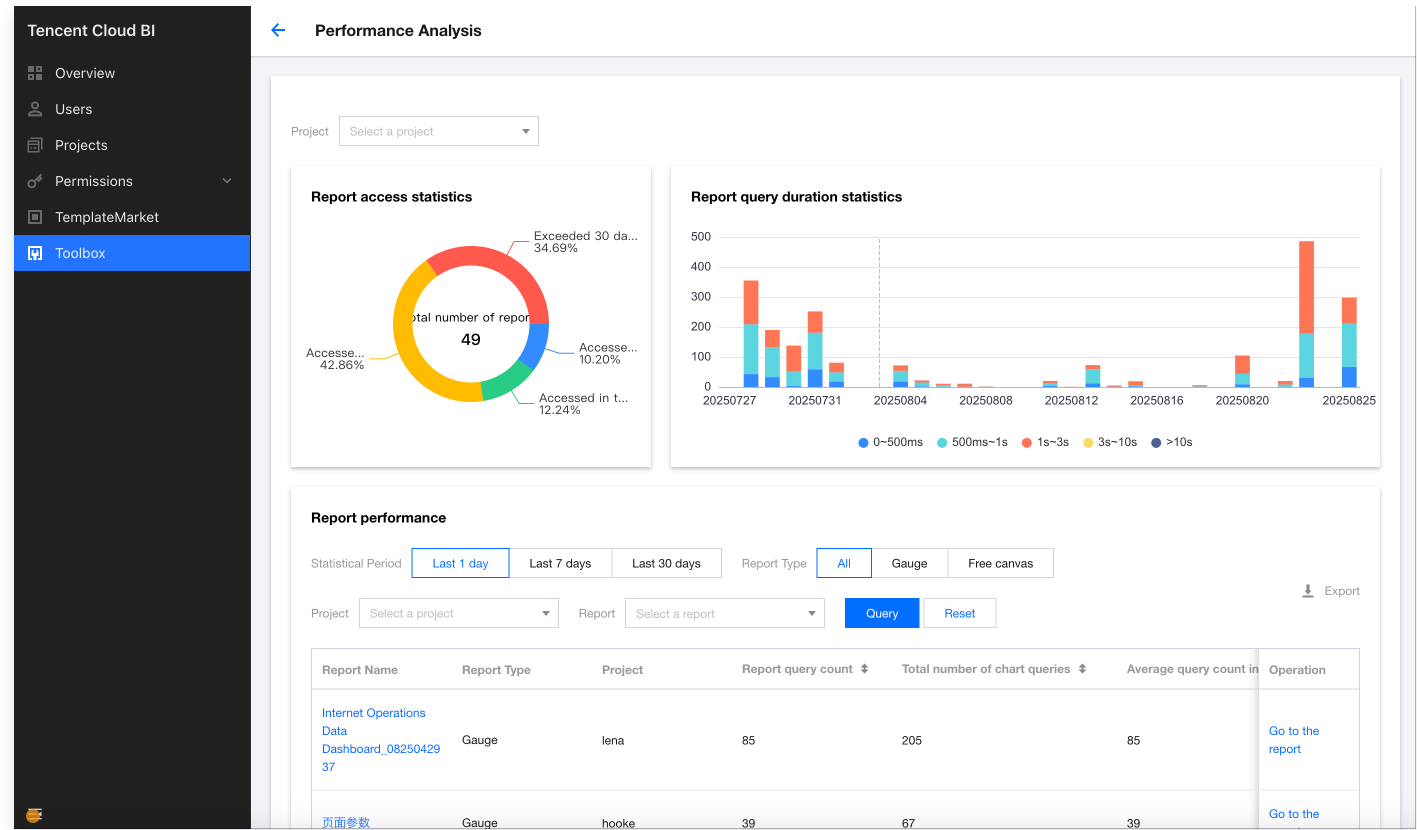 Tencent Cloud BI
Overview
Users
Projects
Permissions
TemplateMarket
Toolbox
Performance Analysis
Project
Select a project
Report access statistics
Exceeded 30 da...
34.69%
otal number of repor
49
Accesse...
42.86%
Accesse...
10.20%
Accessed in t...
12.24%
Report query duration statistics
500
400
300
200
100
0
20250727 20250731 20250804 20250808 20250812 20250816 20250820 20250825
0~500ms 500ms~1s 1s~3s 3s~10s >10s
Report performance
Statistical Period Last 1 day Last 7 days Last 30 days Report Type All Gauge Free canvas
Export
Project Select a project Report Select a report Query Reset
Report Name Report Type Project Report query count Total number of chart queries Average query count in Operation
Internet Operations
Data
Dashboard_08250429
37
Gauge lena 85 205 85
Go to the
report
页面参数 Gauge hooke 39 67 39
Go to the